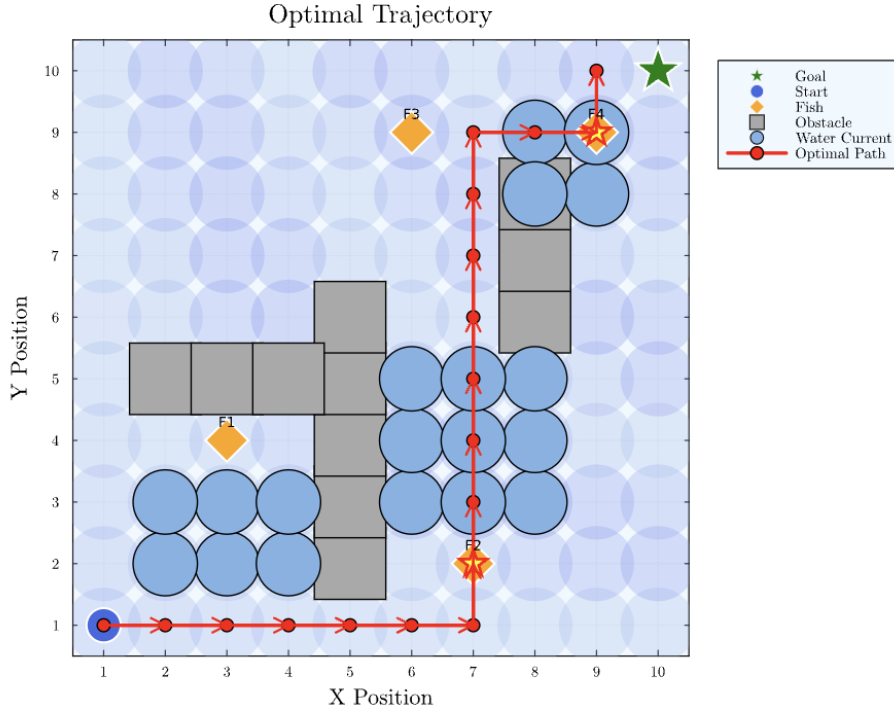 Optimal Trajectory
Y Position
10
9
8
7
6
5
4
3
2
1
F3
F4
F1
F2
1 2 3 4 5 6 7 8 9 10
X Position
Goal
Start
Fish
Obstacle
Water Current
Optimal Path